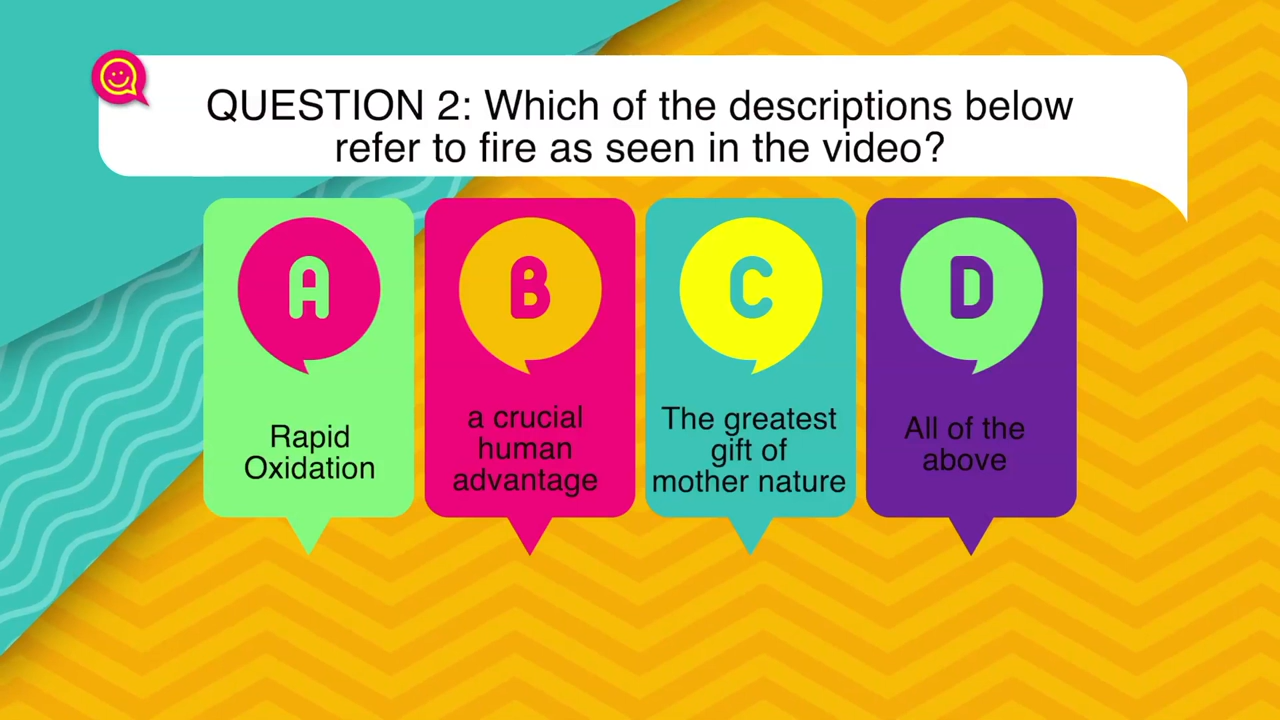 QUESTION 2: Which of the descriptions below
refer to fire as seen in the video?
A
Rapid
Oxidation
B
a crucial
human
advantage
C
The greatest
gift of
mother nature
D
All of the
above